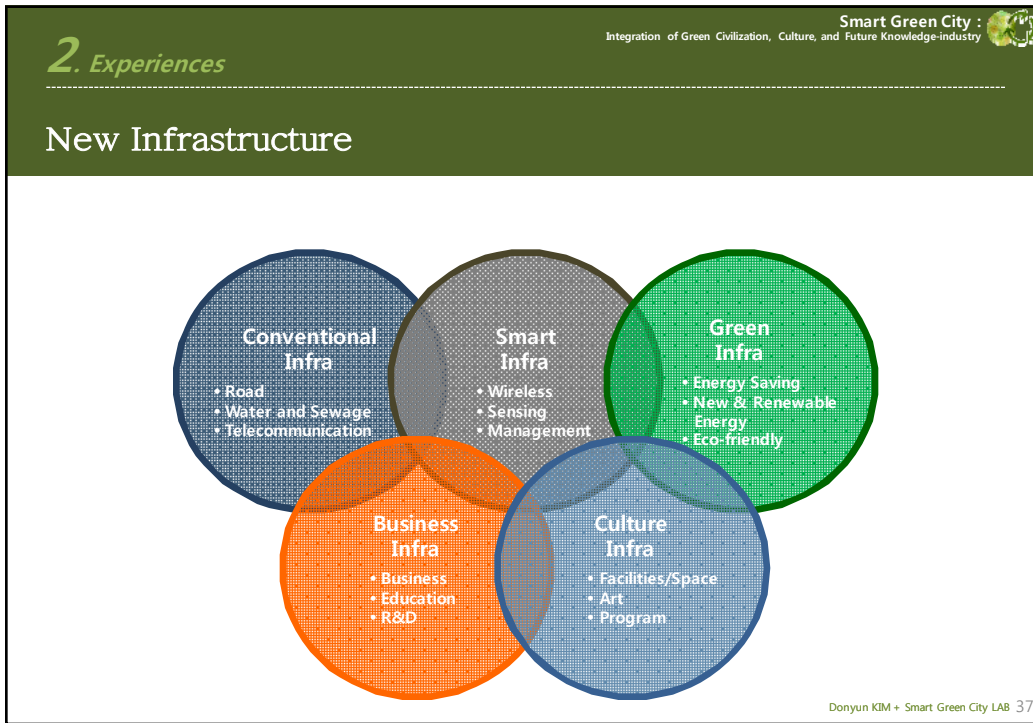 Smart Green City :
Integration of Green Civilization, Culture, and Future Knowledge-industry
2. Experiences
New Infrastructure
Conventional
Infra
• Road
• Water and Sewage
• Telecommunication
Smart
Infra
• Wireless
• Sensing
• Management
Green
Infra
• Energy Saving
• New & Renewable
Energy
• Eco-friendly
Business
Infra
• Business
• Education
• R&D
Culture
Infra
• Facilities/Space
• Art
• Program
Donyun KIM + Smart Green City LAB 37